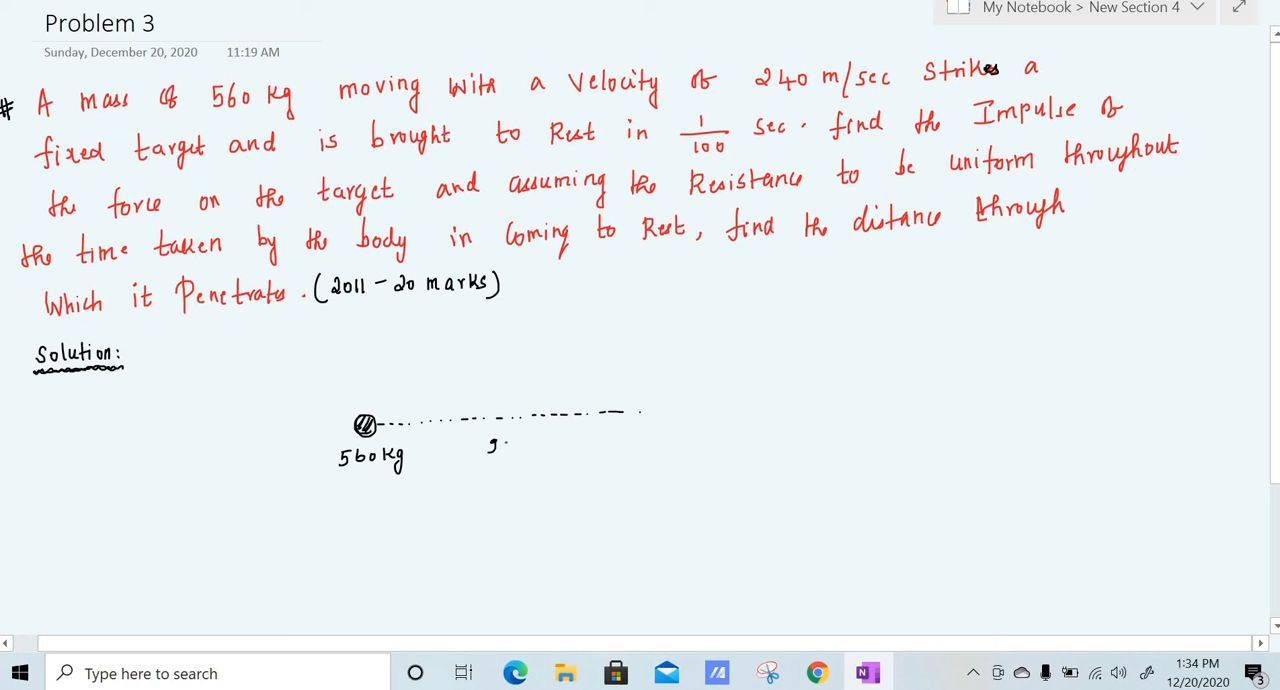 My Notebook > New Section 4
Problem 3
Sunday, December 20, 2020 11:19 AM
# A mass of 560 kg moving with a velocity of 240 m/sec strikes a
fixed target and is brought to Rest in 1/100 sec. find the Impulse of
the force on the target and assuming the Resistance to be uniform throughout
the time taken by the body in Coming to Rest, find the distance through
Which it Penetrates. (2011 - 20 marks)
Solution:
560 kg
Type here to search
1:34 PM
12/20/2020
3